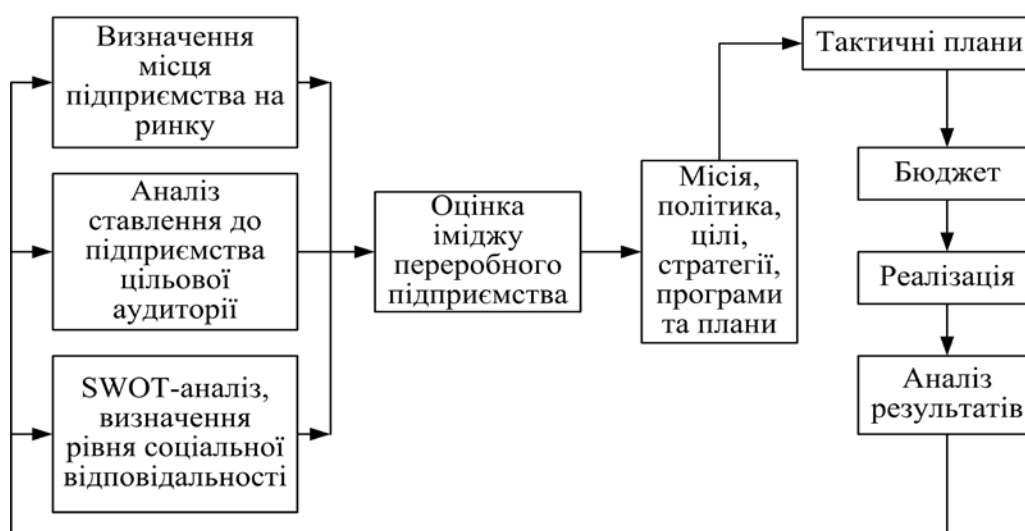 Визначення
місця
підприємства на
ринку
Аналіз
ставлення до
підприємства
цільової
аудиторії
SWOT-аналіз,
визначення
рівня соціальної
відповідальності
Оцінка
іміджу
переробного
підприємства
Місія,
політика,
цілі,
стратегії,
програми
та плани
Тактичні плани
Бюджет
Реалізація
Аналіз
результатів